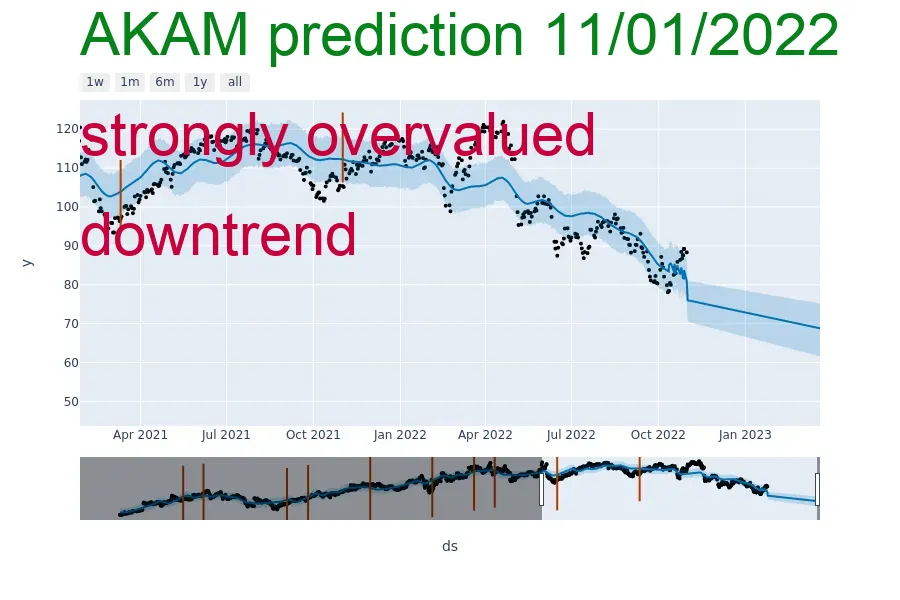 AKAM prediction 11/01/2022
1w 1m 6m 1y all
strongly overvalued
downtrend
120
110
100
90
80
70
60
50
y
Apr 2021 Jul 2021 Oct 2021 Jan 2022 Apr 2022 Jul 2022 Oct 2022 Jan 2023
ds